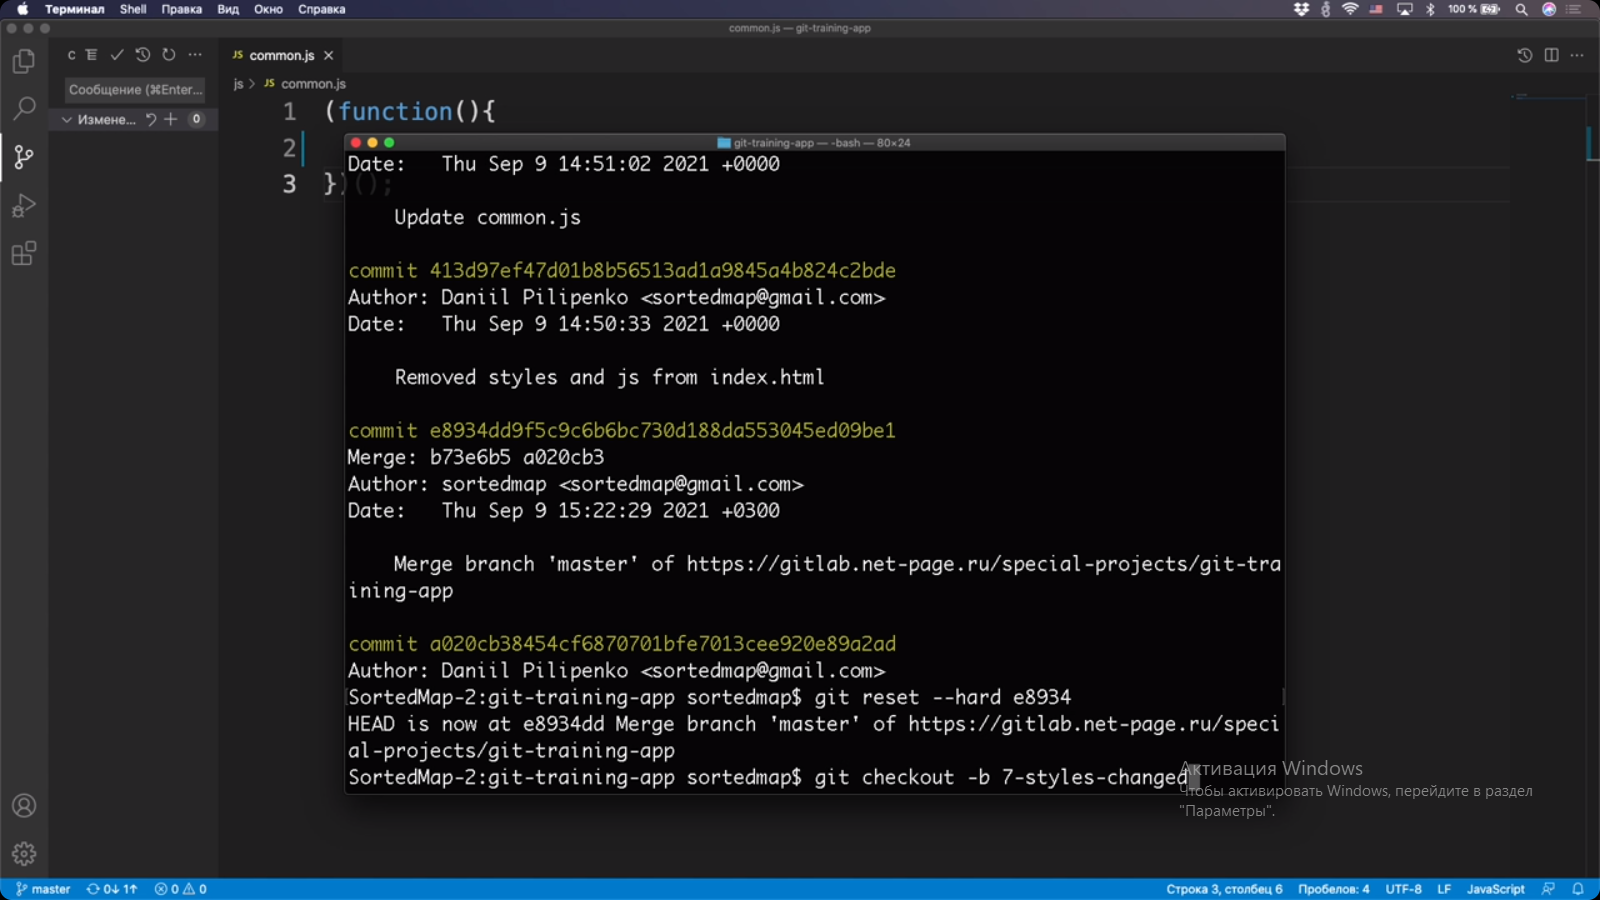 Терминал Shell Правка Вид Окно Справка 100 %
common.js — git-training-app
JS common.js
js > JS common.js
Сообщение (⌘Enter...
Измене... 0
1 (function(){
2
3 })();
git-training-app — -bash — 80×24
Date:   Thu Sep 9 14:51:02 2021 +0000
Update common.js
commit 413d97ef47d01b8b56513ad1a9845a4b824c2bde
Author: Daniil Pilipenko <sortedmap@gmail.com>
Date:   Thu Sep 9 14:50:33 2021 +0000
Removed styles and js from index.html
commit e8934dd9f5c9c6b6bc730d188da553045ed09be1
Merge: b73e6b5 a020cb3
Author: sortedmap <sortedmap@gmail.com>
Date:   Thu Sep 9 15:22:29 2021 +0300
Merge branch 'master' of https://gitlab.net-page.ru/special-projects/git-tra
ining-app
commit a020cb38454cf6870701bfe7013cee920e89a2ad
Author: Daniil Pilipenko <sortedmap@gmail.com>
SortedMap-2:git-training-app sortedmap$ git reset --hard e8934
HEAD is now at e8934dd Merge branch 'master' of https://gitlab.net-page.ru/speci
al-projects/git-training-app
SortedMap-2:git-training-app sortedmap$ git checkout -b 7-styles-changed
Активация Windows
Чтобы активировать Windows, перейдите в раздел
"Параметры".
master 0↓ 1↑ 0 0 Строка 3, столбец 6 Пробелов: 4 UTF-8 LF JavaScript